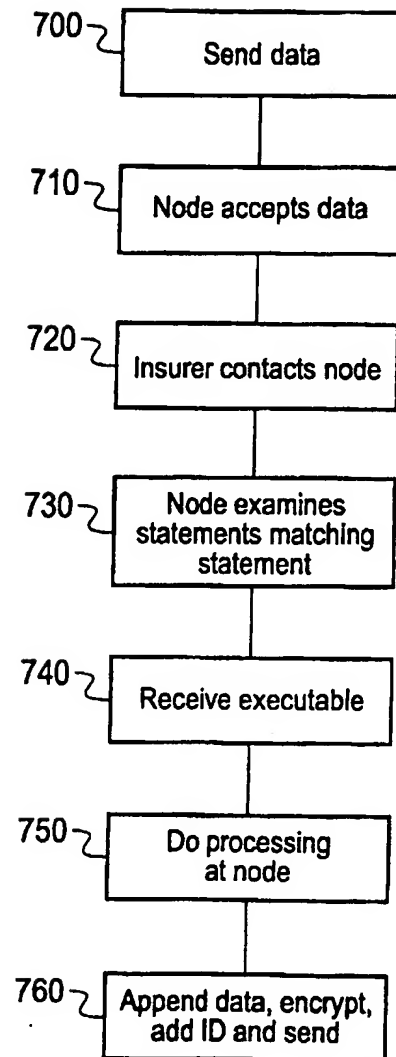 700
Send data
710
Node accepts data
720
Insurer contacts node
730
Node examines
statements matching
statement
740
Receive executable
750
Do processing
at node
760
Append data, encrypt,
add ID and send